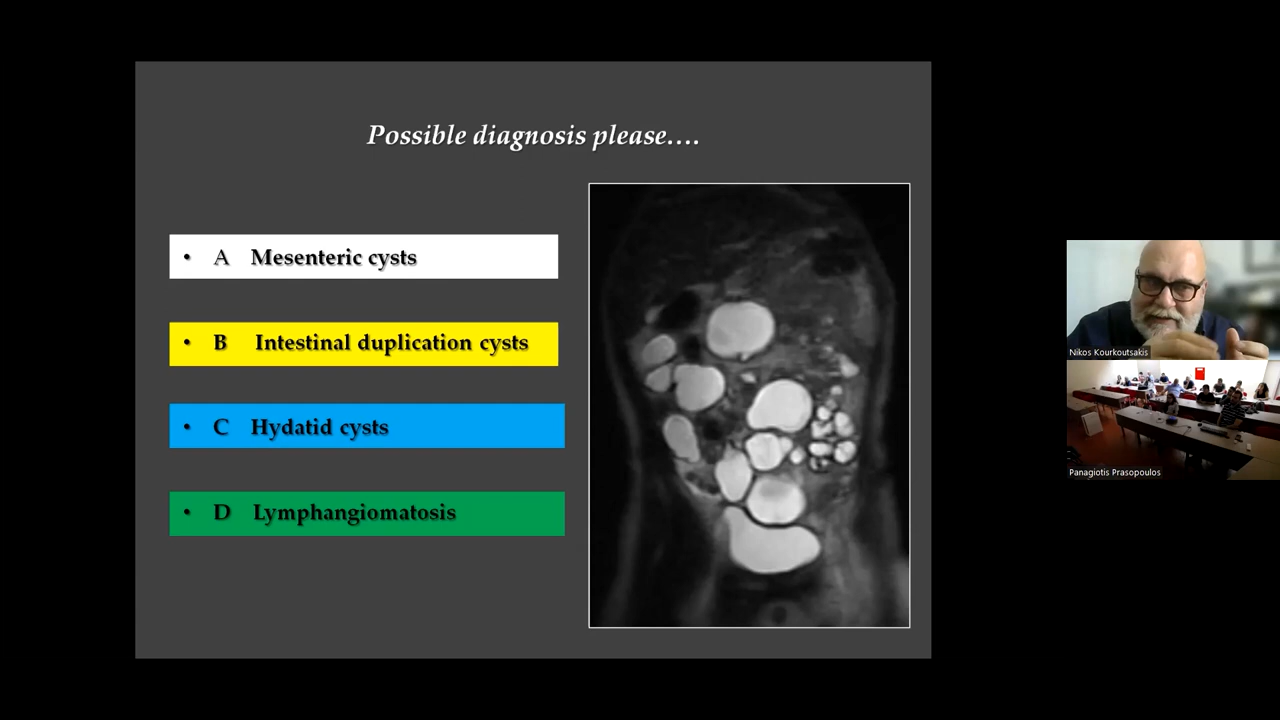 Possible diagnosis please....
• A Mesenteric cysts
• B Intestinal duplication cysts
• C Hydatid cysts
• D Lymphangiomatosis
Nikos Kourkoutsakis
Panagiotis Prasopoulos